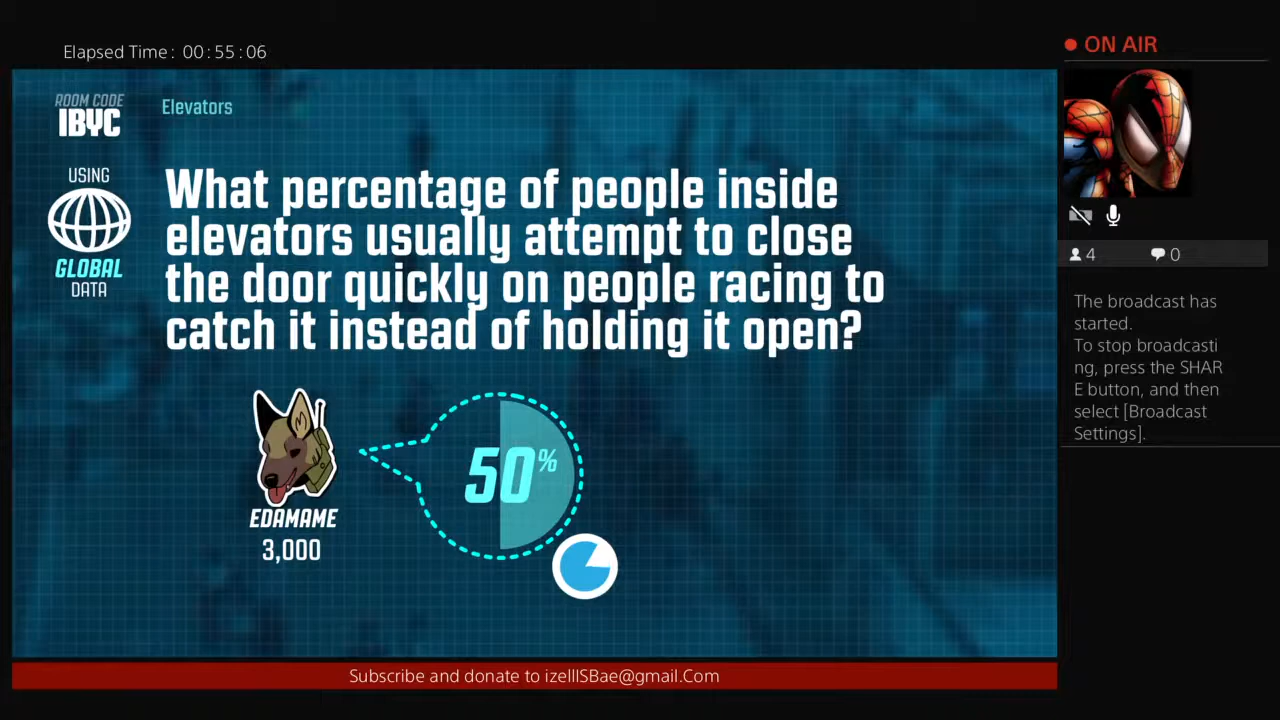 Elapsed Time: 00:55:06
ON AIR
ROOM CODE
IBYC
Elevators
USING
GLOBAL
DATA
What percentage of people inside
elevators usually attempt to close
the door quickly on people racing to
catch it instead of holding it open?
50%
EDAMAME
3,000
4
0
The broadcast has
started.
To stop broadcasti
ng, press the SHAR
E button, and then
select [Broadcast
Settings].
Subscribe and donate to izellISBae@gmail.Com